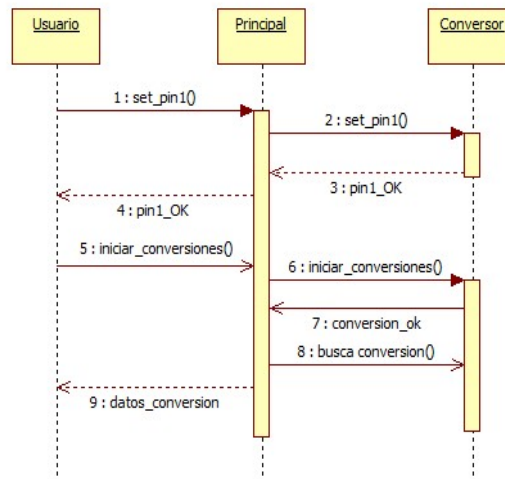 Usuario
Principal
Conversor
1 : set_pin1()
2 : set_pin1()
3 : pin1_OK
4 : pin1_OK
5 : iniciar_conversiones()
6 : iniciar_conversiones()
7 : conversion_ok
8 : busca conversion()
9 : datos_conversion